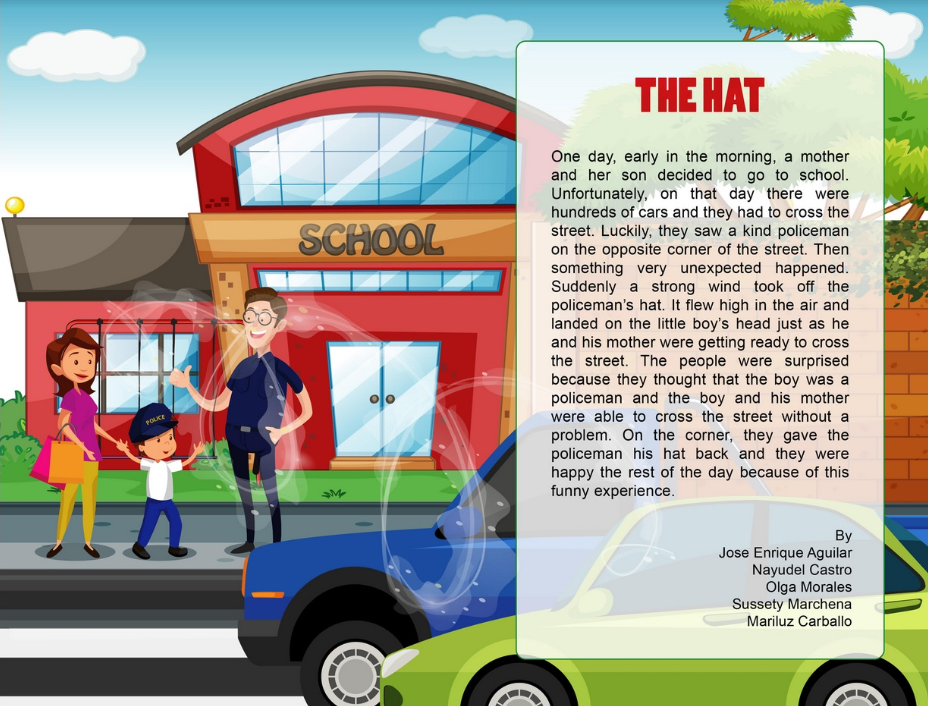 THE HAT
One day, early in the morning, a mother
and her son decided to go to school.
Unfortunately, on that day there were
hundreds of cars and they had to cross the
street. Luckily, they saw a kind policeman
on the opposite corner of the street. Then
something very unexpected happened.
Suddenly a strong wind took off the
policeman's hat. It flew high in the air and
landed on the little boy's head just as he
and his mother were getting ready to cross
the street. The people were surprised
because they thought that the boy was a
policeman and the boy and his mother
were able to cross the street without a
problem. On the corner, they gave the
policeman his hat back and they were
happy the rest of the day because of this
funny experience.
By
Jose Enrique Aguilar
Nayudel Castro
Olga Morales
Sussety Marchena
Mariluz Carballo
SCHOOL
POLICE